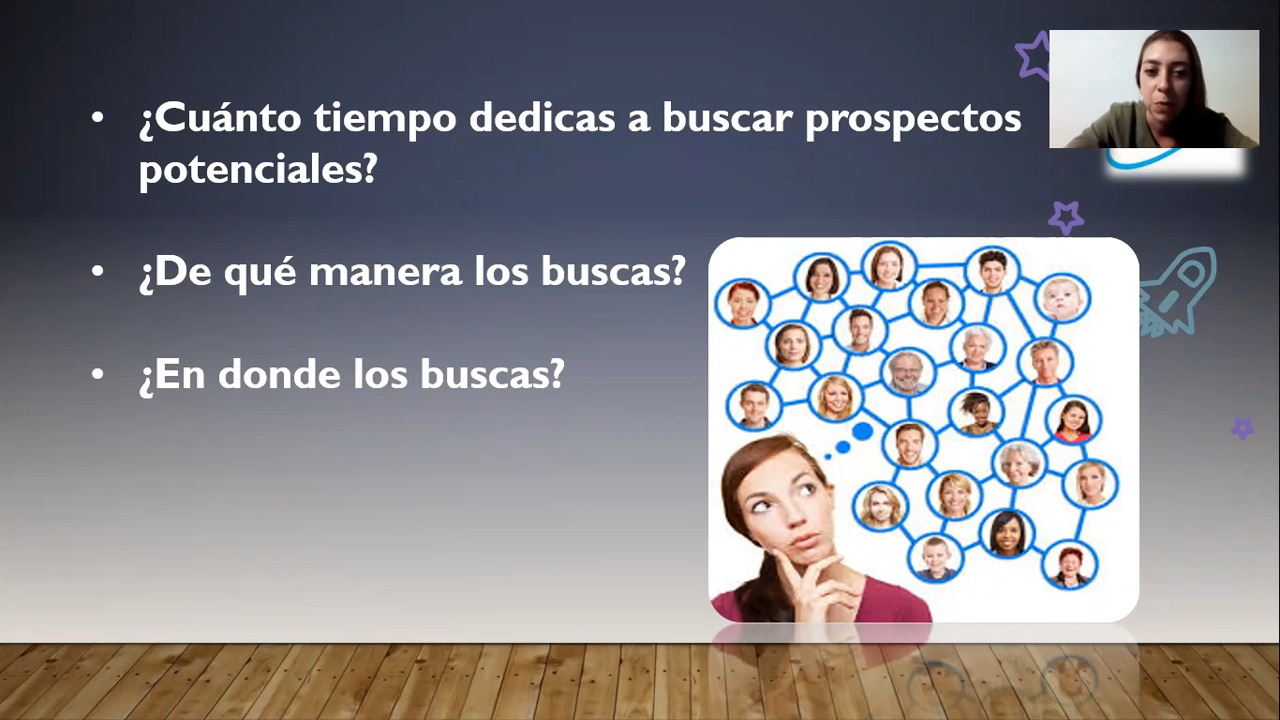 • ¿Cuánto tiempo dedicas a buscar prospectos
potenciales?
• ¿De qué manera los buscas?
• ¿En donde los buscas?